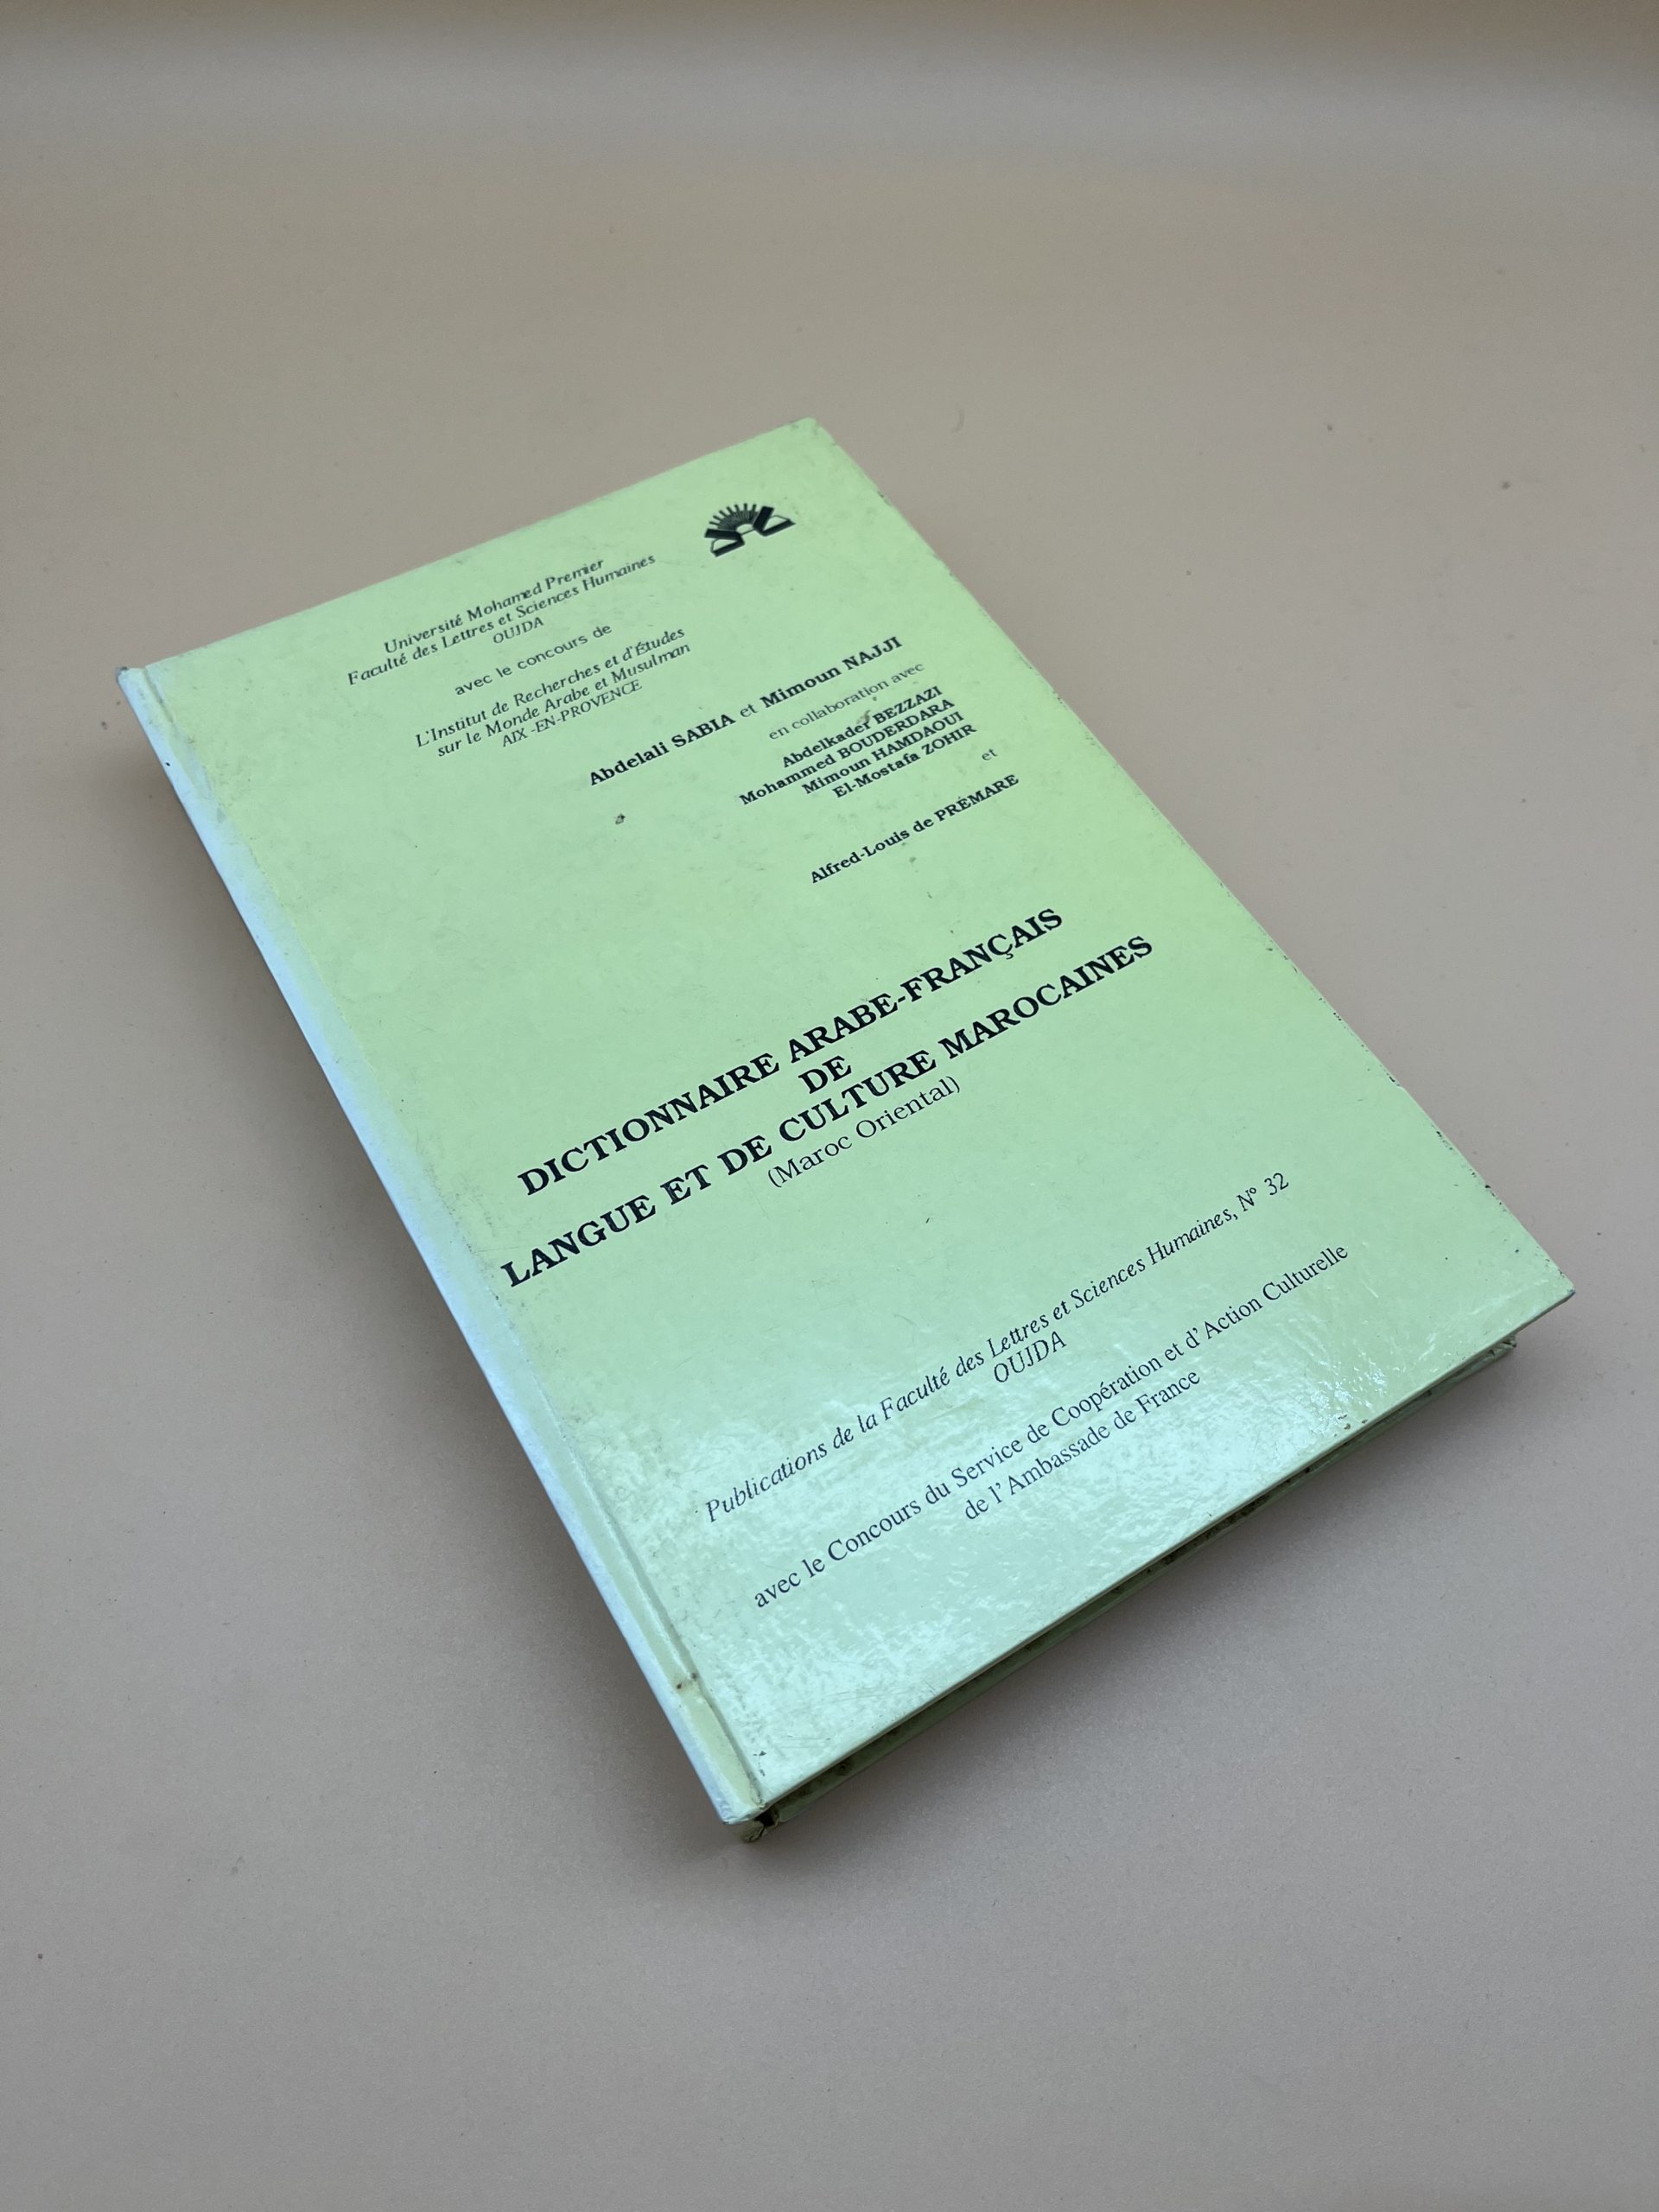 Université Mohamed Premier
Faculté des Lettres et Sciences Humaines
OUJDA
avec le concours de
L'Institut de Recherches et d'Études
sur le Monde Arabe et Musulman
AIX -EN-PROVENCE
Abdelali SABIA et Mimoun NAJJI
en collaboration avec
Abdelkader BEZZAZI
Mohammed BOUDERDARA
Mimoun HAMDAOUI
El-Mostafa ZOHIR
et
Alfred-Louis de PRÉMARE
DICTIONNAIRE ARABE-FRANÇAIS
DE
LANGUE ET DE CULTURE MAROCAINES
(Maroc Oriental)
Publications de la Faculté des Lettres et Sciences Humaines, N° 32
OUJDA
avec le Concours du Service de Coopération et d'Action Culturelle
de l'Ambassade de France